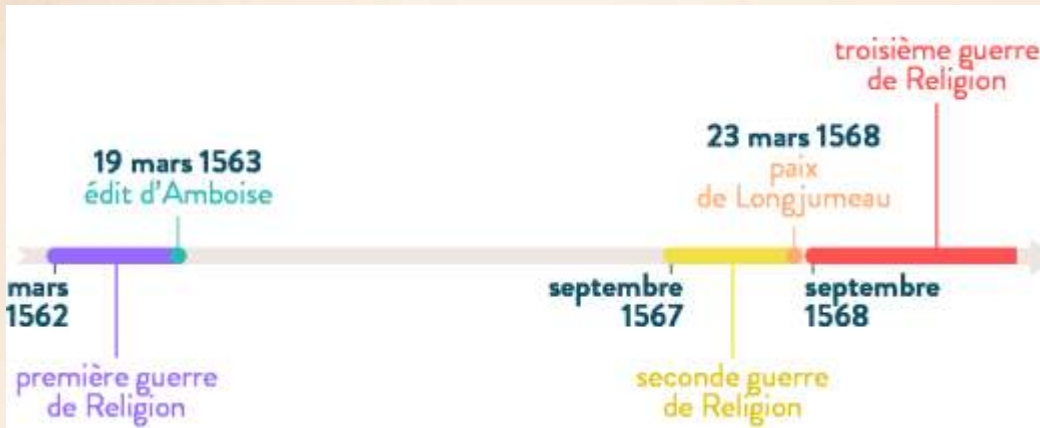 troisième guerre
de Religion
23 mars 1568
paix
de Longjumeau
19 mars 1563
édit d'Amboise
mars
1562
septembre
1567
septembre
1568
première guerre
de Religion
seconde guerre
de Religion